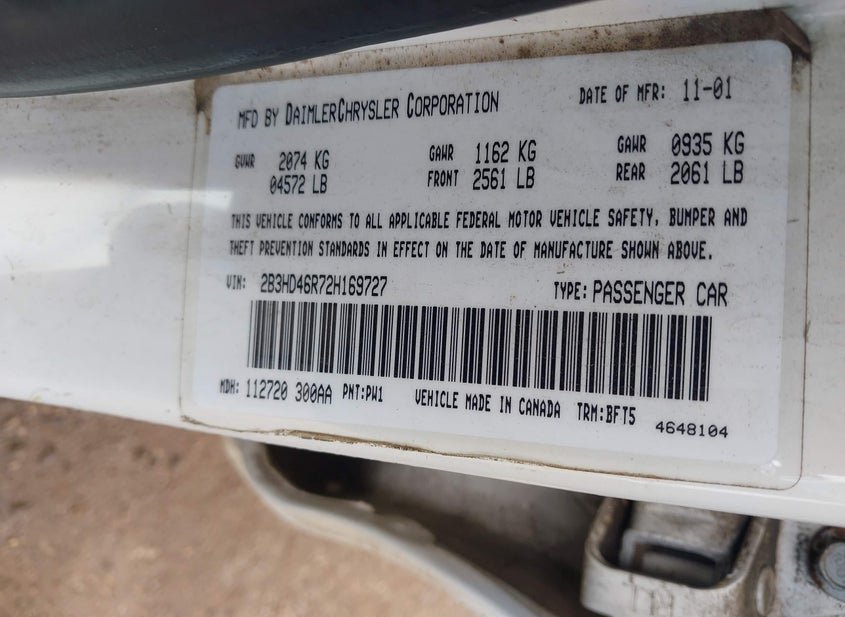 MFD BY DAIMLERCHRYSLER CORPORATION DATE OF MFR: 11-01
GVWR 2074 KG GAWR 1162 KG GAWR 0935 KG
04572 LB FRONT 2561 LB REAR 2061 LB
THIS VEHICLE CONFORMS TO ALL APPLICABLE FEDERAL MOTOR VEHICLE SAFETY, BUMPER AND
THEFT PREVENTION STANDARDS IN EFFECT ON THE DATE OF MANUFACTURE SHOWN ABOVE.
VIN: 2B3HD46R72H169727 TYPE: PASSENGER CAR
MDH: 112720 300AA PNT:PW1 VEHICLE MADE IN CANADA TRM:BFT5 4648104